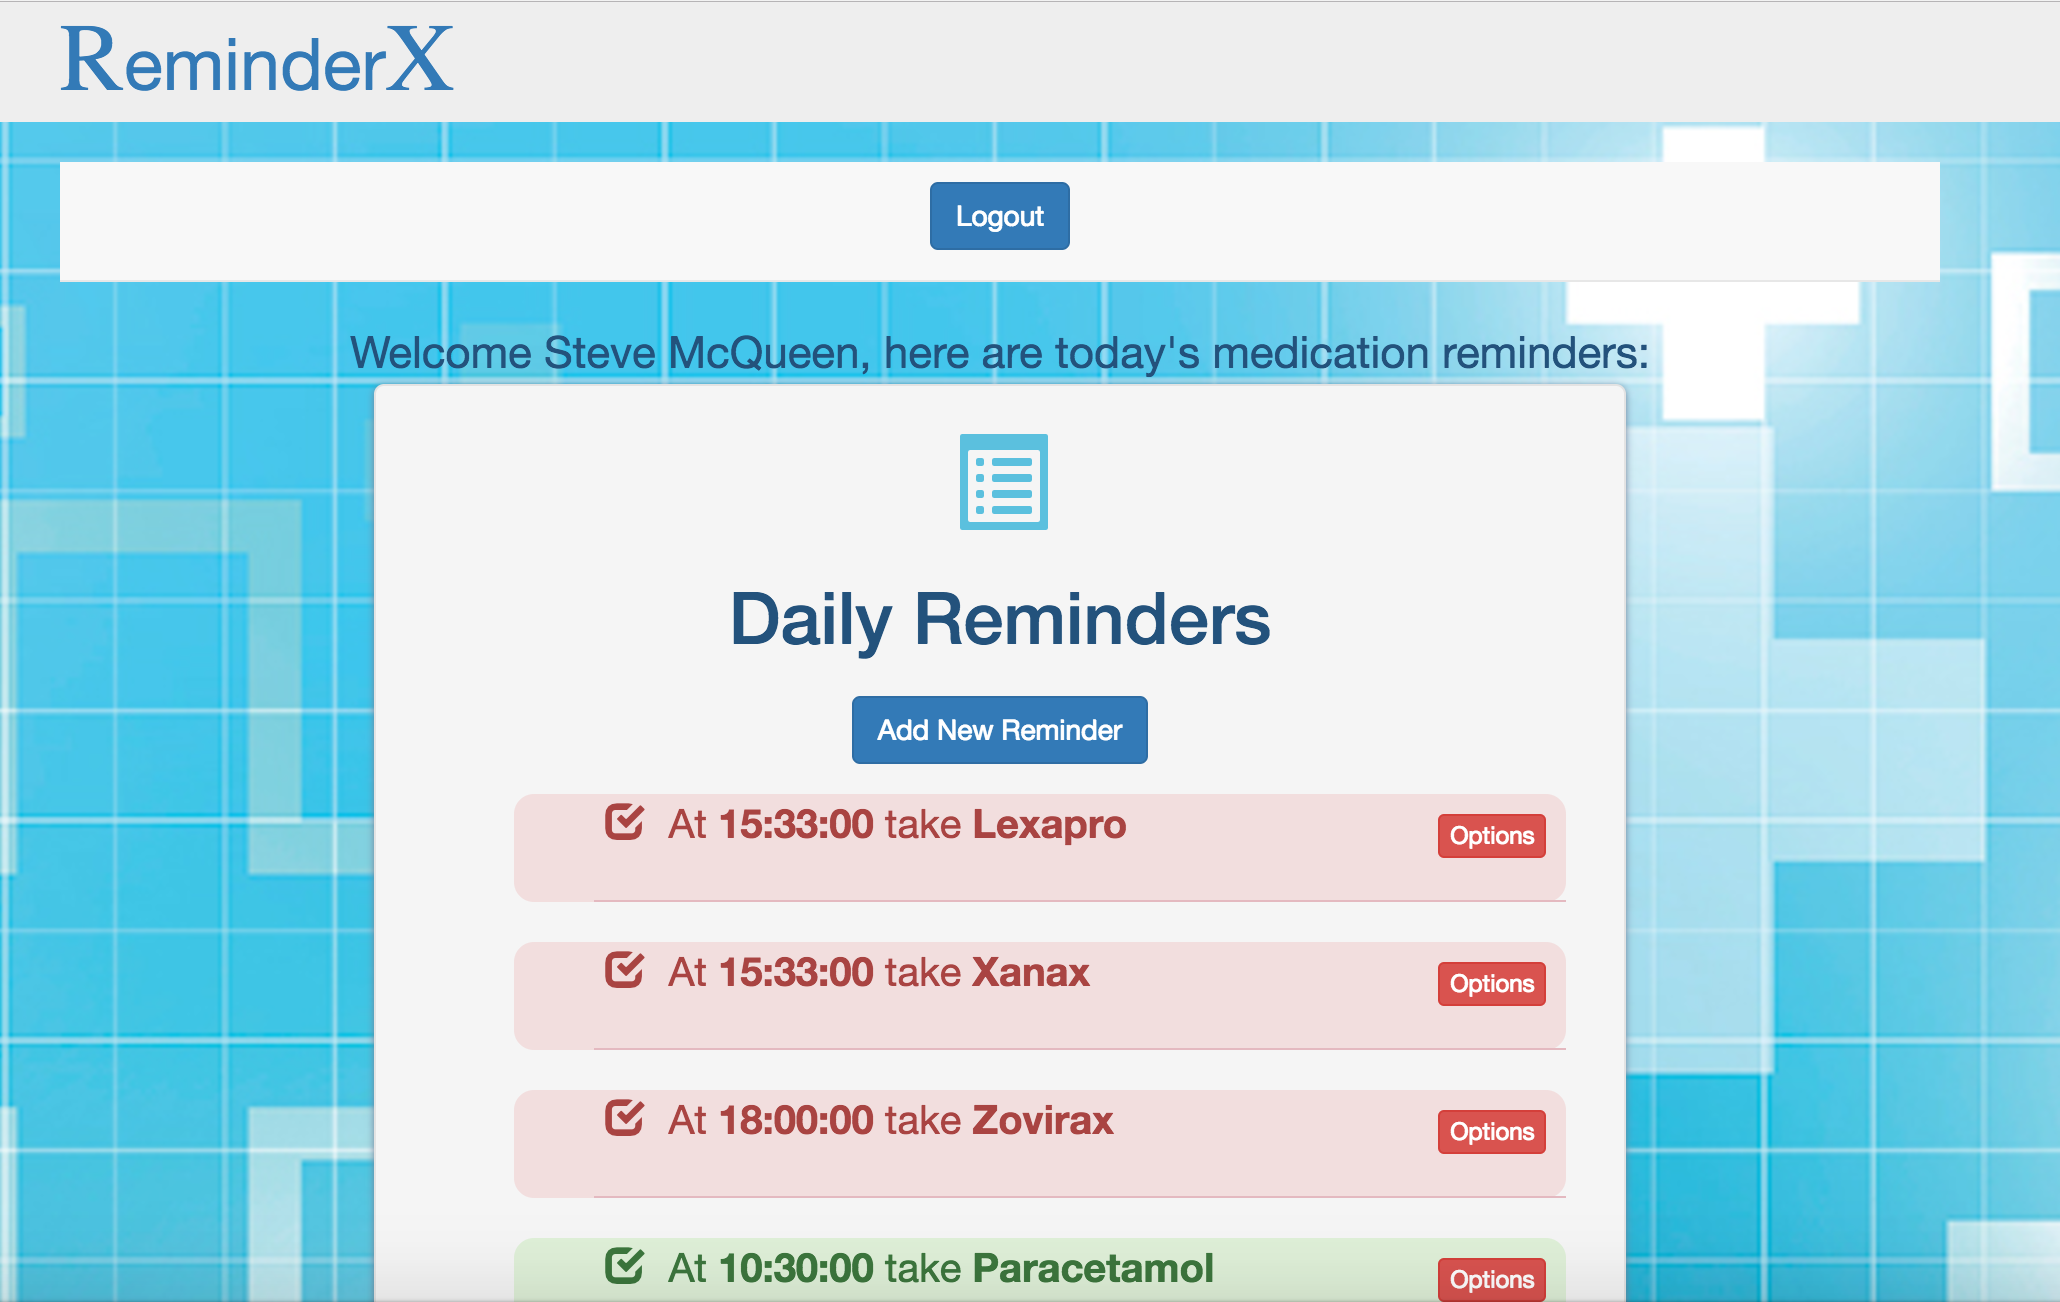 ReminderX
Logout
Welcome Steve McQueen, here are today's medication reminders:
Daily Reminders
Add New Reminder
At 15:33:00 take Lexapro
Options
At 15:33:00 take Xanax
Options
At 18:00:00 take Zovirax
Options
At 10:30:00 take Paracetamol
Options